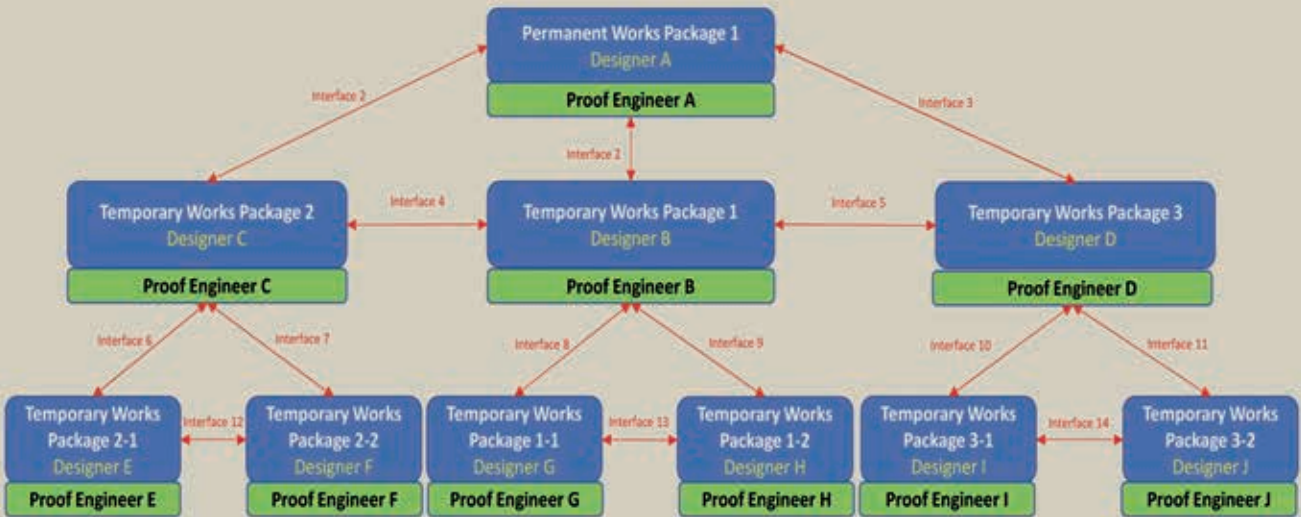 Permanent Works Package 1
Designer A
Proof Engineer A
Interface 2
Interface 3
Interface 2
Temporary Works Package 2
Designer C
Proof Engineer C
Interface 4
Temporary Works Package 1
Designer B
Proof Engineer B
Interface 5
Temporary Works Package 3
Designer D
Proof Engineer D
Interface 6
Interface 7
Interface 8
Interface 9
Interface 10
Interface 11
Temporary Works
Package 2-1
Designer E
Proof Engineer E
Interface 12
Temporary Works
Package 2-2
Designer F
Proof Engineer F
Temporary Works
Package 1-1
Designer G
Proof Engineer G
Interface 13
Temporary Works
Package 1-2
Designer H
Proof Engineer H
Temporary Works
Package 3-1
Designer I
Proof Engineer I
Interface 14
Temporary Works
Package 3-2
Designer J
Proof Engineer J